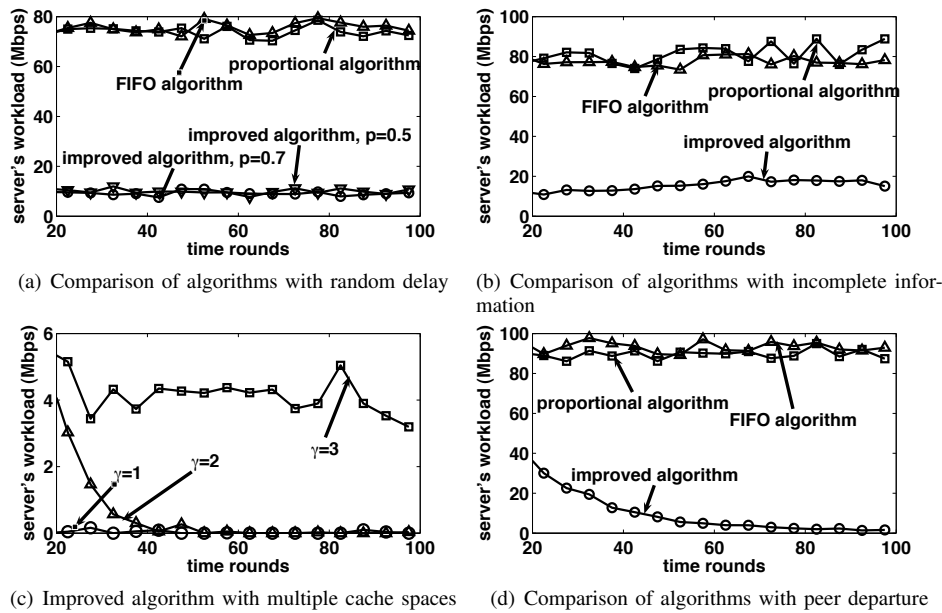 server's workload (Mbps)
80
60
40
20
0
20
40
60
80
100
time rounds
FIFO algorithm
proportional algorithm
improved algorithm, p=0.5
improved algorithm, p=0.7
(a) Comparison of algorithms with random delay
server's workload (Mbps)
100
80
60
40
20
0
20
40
60
80
100
time rounds
FIFO algorithm
proportional algorithm
improved algorithm
(b) Comparison of algorithms with incomplete infor-
mation
server's workload (Mbps)
6
4
2
0
20
40
60
80
100
time rounds
γ=1
γ=2
γ=3
(c) Improved algorithm with multiple cache spaces
server's workload (Mbps)
100
80
60
40
20
0
20
40
60
80
100
time rounds
proportional algorithm
FIFO algorithm
improved algorithm
(d) Comparison of algorithms with peer departure